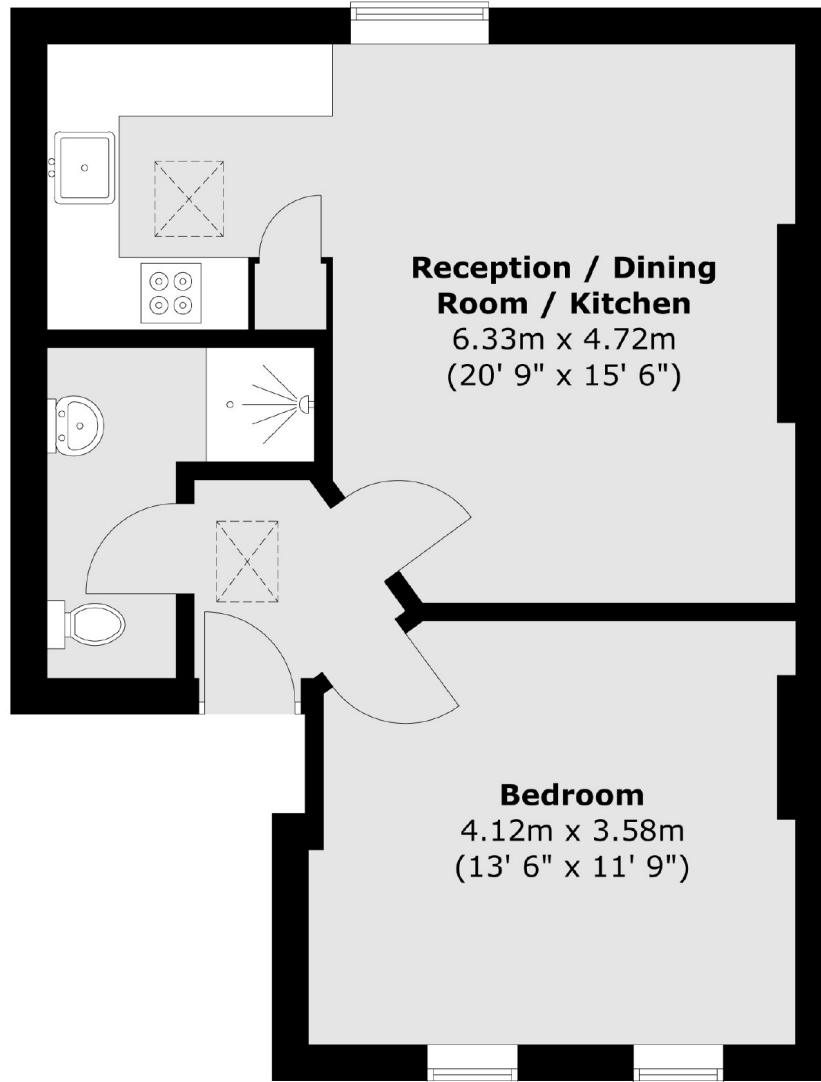 Reception / Dining
Room / Kitchen
6.33m x 4.72m
(20' 9" x 15' 6")
Bedroom
4.12m x 3.58m
(13' 6" x 11' 9")